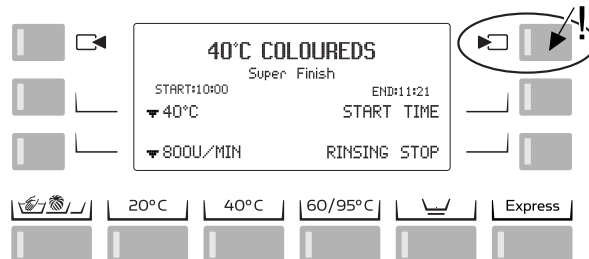 !
40°C COLOUREDS
Super Finish
START:10:00 END:11:21
40°C START TIME
800U/MIN RINSING STOP
20°C 40°C 60/95°C Express